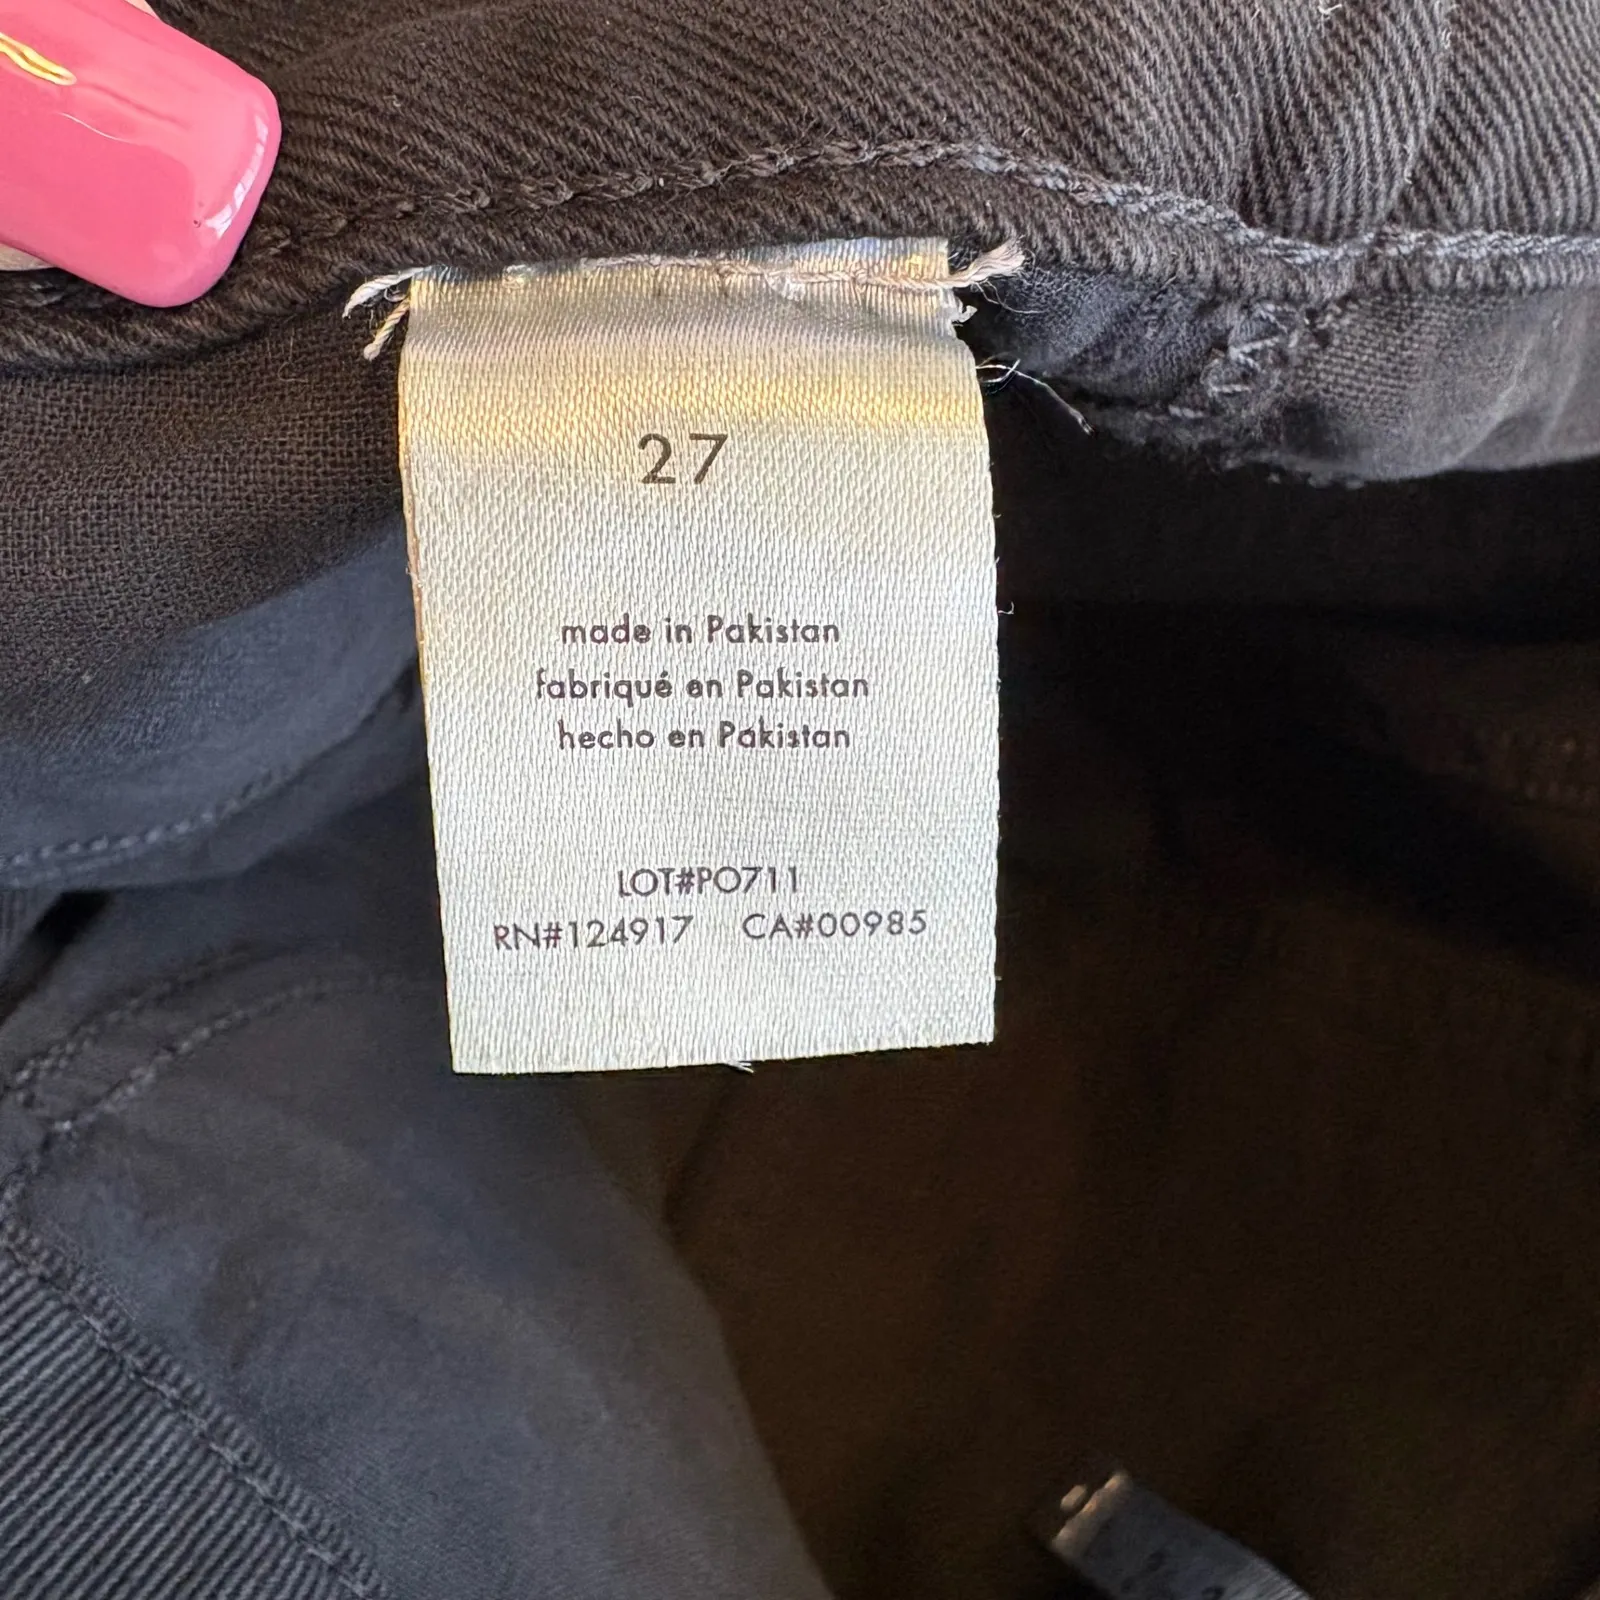 27
made in Pakistan
fabriqué en Pakistan
hecho en Pakistan
LOT#PO711
RN#124917 CA#00985